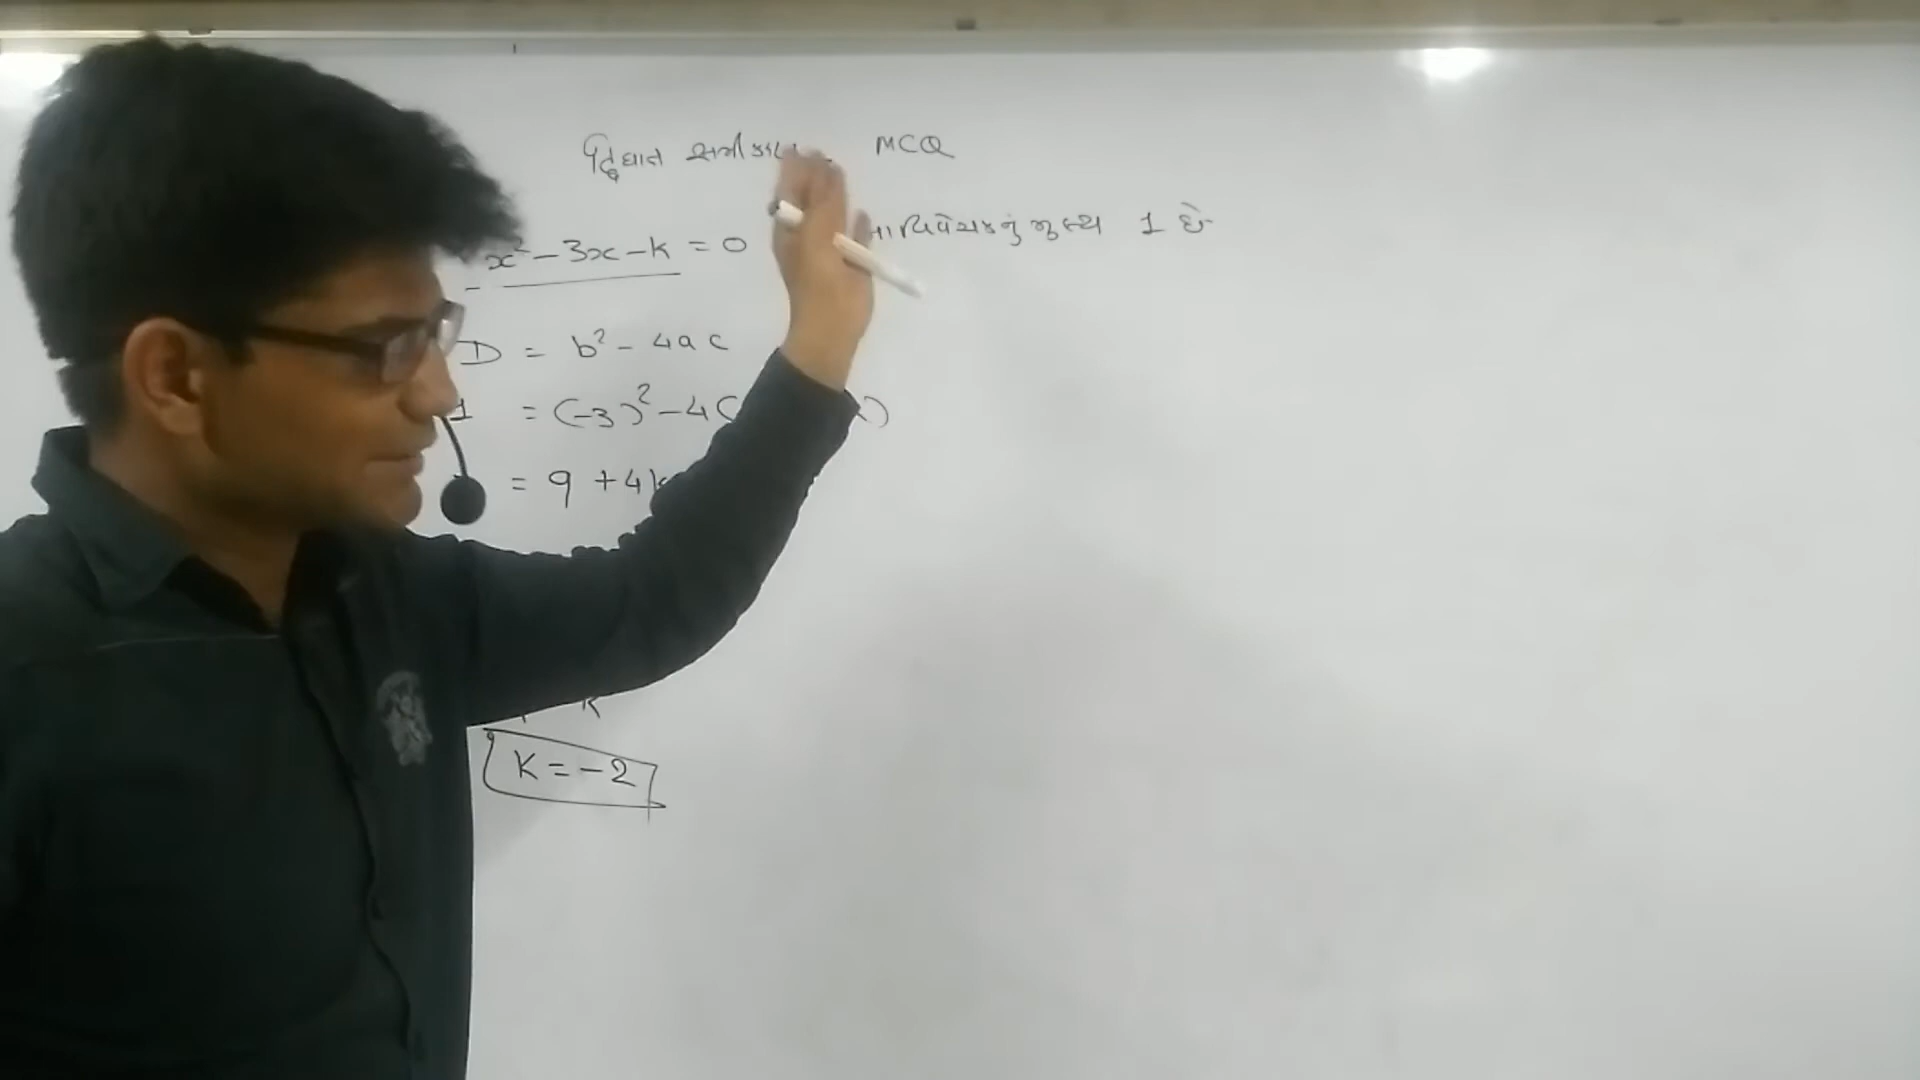 દ્વિઘાત સમીકરણ MCQ
x² - 3x - k = 0 ના વિવેચકનું મૂલ્ય 1 છે
D = b² - 4ac
1 = (-3)² - 4(
= 9 + 4k
K
K = -2